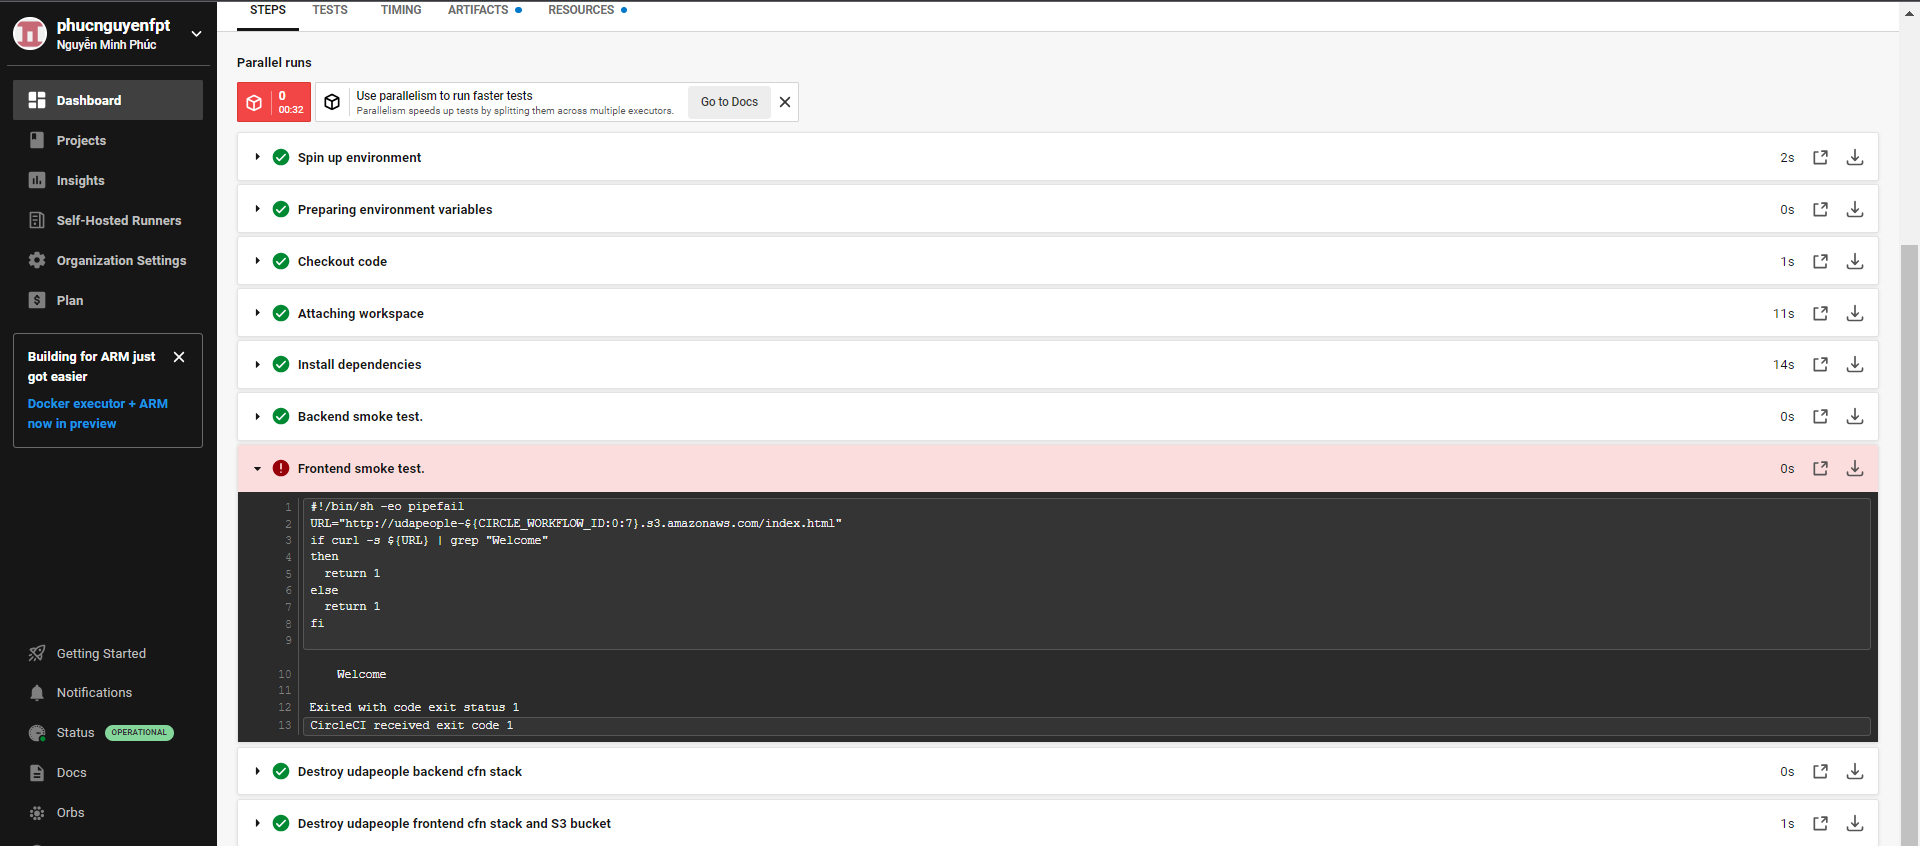 phucnguyenfpt
Nguyễn Minh Phúc
Dashboard
Projects
Insights
Self-Hosted Runners
Organization Settings
Plan
Building for ARM just
got easier
Docker executor + ARM
now in preview
Getting Started
Notifications
Status OPERATIONAL
Docs
Orbs
STEPS TESTS TIMING ARTIFACTS RESOURCES
Parallel runs
0
00:32
Use parallelism to run faster tests
Parallelism speeds up tests by splitting them across multiple executors.
Go to Docs
Spin up environment 2s
Preparing environment variables 0s
Checkout code 1s
Attaching workspace 11s
Install dependencies 14s
Backend smoke test. 0s
Frontend smoke test. 0s
1 #!/bin/sh -eo pipefail
2 URL="http://udapeople-${CIRCLE_WORKFLOW_ID:0:7}.s3.amazonaws.com/index.html"
3 if curl -s ${URL} | grep "Welcome"
4 then
5   return 1
6 else
7   return 1
8 fi
9
10 Welcome
11
12 Exited with code exit status 1
13 CircleCI received exit code 1
Destroy udapeople backend cfn stack 0s
Destroy udapeople frontend cfn stack and S3 bucket 1s